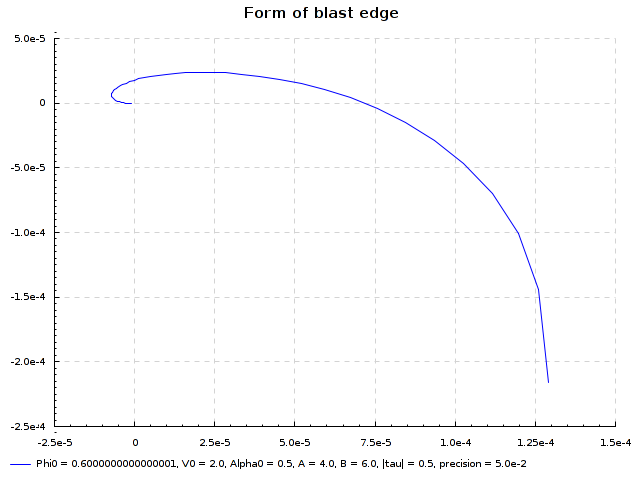 Form of blast edge
5.0e-5
0
-5.0e-5
-1.0e-4
-1.5e-4
-2.0e-4
-2.5e-4
-2.5e-5 0 2.5e-5 5.0e-5 7.5e-5 1.0e-4 1.25e-4 1.5e-4
Phi0 = 0.6000000000000001, V0 = 2.0, Alpha0 = 0.5, A = 4.0, B = 6.0, |tau| = 0.5, precision = 5.0e-2